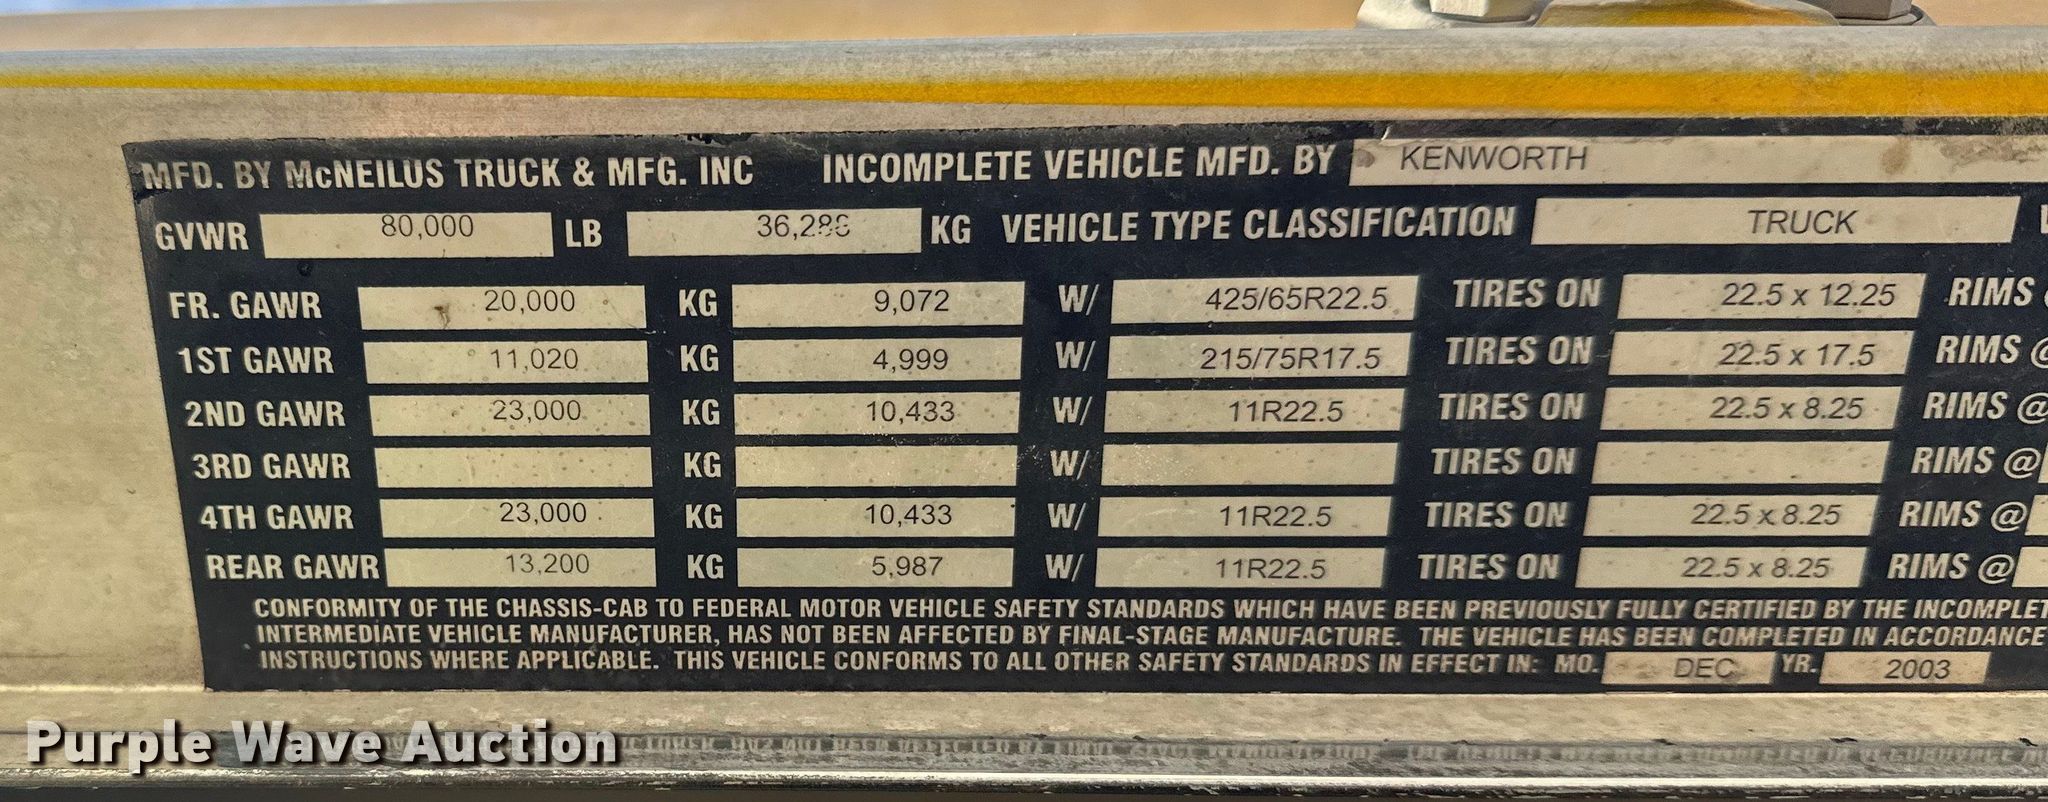 MFD. BY McNEILUS TRUCK & MFG. INC INCOMPLETE VEHICLE MFD. BY KENWORTH
GVWR 80,000 LB 36,286 KG VEHICLE TYPE CLASSIFICATION TRUCK
FR. GAWR 20,000 KG 9,072 W/ 425/65R22.5 TIRES ON 22.5 x 12.25 RIMS
1ST GAWR 11,020 KG 4,999 W/ 215/75R17.5 TIRES ON 22.5 x 17.5 RIMS @
2ND GAWR 23,000 KG 10,433 W/ 11R22.5 TIRES ON 22.5 x 8.25 RIMS @
3RD GAWR KG W/ TIRES ON RIMS @
4TH GAWR 23,000 KG 10,433 W/ 11R22.5 TIRES ON 22.5 x 8.25 RIMS @
REAR GAWR 13,200 KG 5,987 W/ 11R22.5 TIRES ON 22.5 x 8.25 RIMS @
CONFORMITY OF THE CHASSIS-CAB TO FEDERAL MOTOR VEHICLE SAFETY STANDARDS WHICH HAVE BEEN PREVIOUSLY FULLY CERTIFIED BY THE INCOMPLET
INTERMEDIATE VEHICLE MANUFACTURER, HAS NOT BEEN AFFECTED BY FINAL-STAGE MANUFACTURE. THE VEHICLE HAS BEEN COMPLETED IN ACCORDANCE
INSTRUCTIONS WHERE APPLICABLE. THIS VEHICLE CONFORMS TO ALL OTHER SAFETY STANDARDS IN EFFECT IN: MO. DEC YR. 2003
Purple Wave Auction